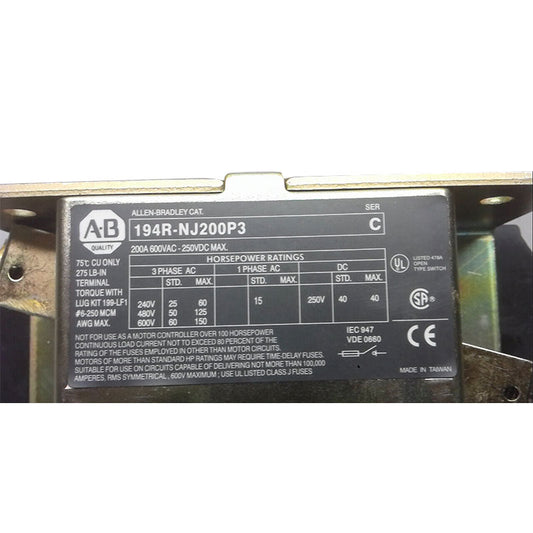 ALLEN-BRADLEY CAT. SER
A-B 194R-NJ200P3 C
QUALITY 200A 600VAC - 250VDC MAX.
HORSEPOWER RATINGS
75℃ CU ONLY
275 LB-IN
TERMINAL
TORQUE WITH
LUG KIT 199-LF1
#6-250 MCM
AWG MAX.
3 PHASE AC 1 PHASE AC DC
STD. MAX. STD. MAX. STD. MAX.
240V 25 60 15 250V 40 40
480V 50 125
600V 60 150
UL LISTED 478A
OPEN
TYPE SWITCH
SA
NOT FOR USE AS A MOTOR CONTROLLER OVER 100 HORSEPOWER
CONTINUOUS LOAD CURRENT NOT TO EXCEED 80 PERCENT OF THE
RATING OF THE FUSES EMPLOYED IN OTHER THAN MOTOR CIRCUITS.
MOTORS OF MORE THAN STANDARD HP RATINGS MAY REQUIRE TIME-DELAY FUSES.
SUITABLE FOR USE ON CIRCUITS CAPABLE OF DELIVERING NOT MORE THAN 100,000
AMPERES, RMS SYMMETRICAL, 600V MAXIMUM ; USE UL LISTED CLASS J FUSES
IEC 947
VDE 0660
CE
MADE IN TAIWAN